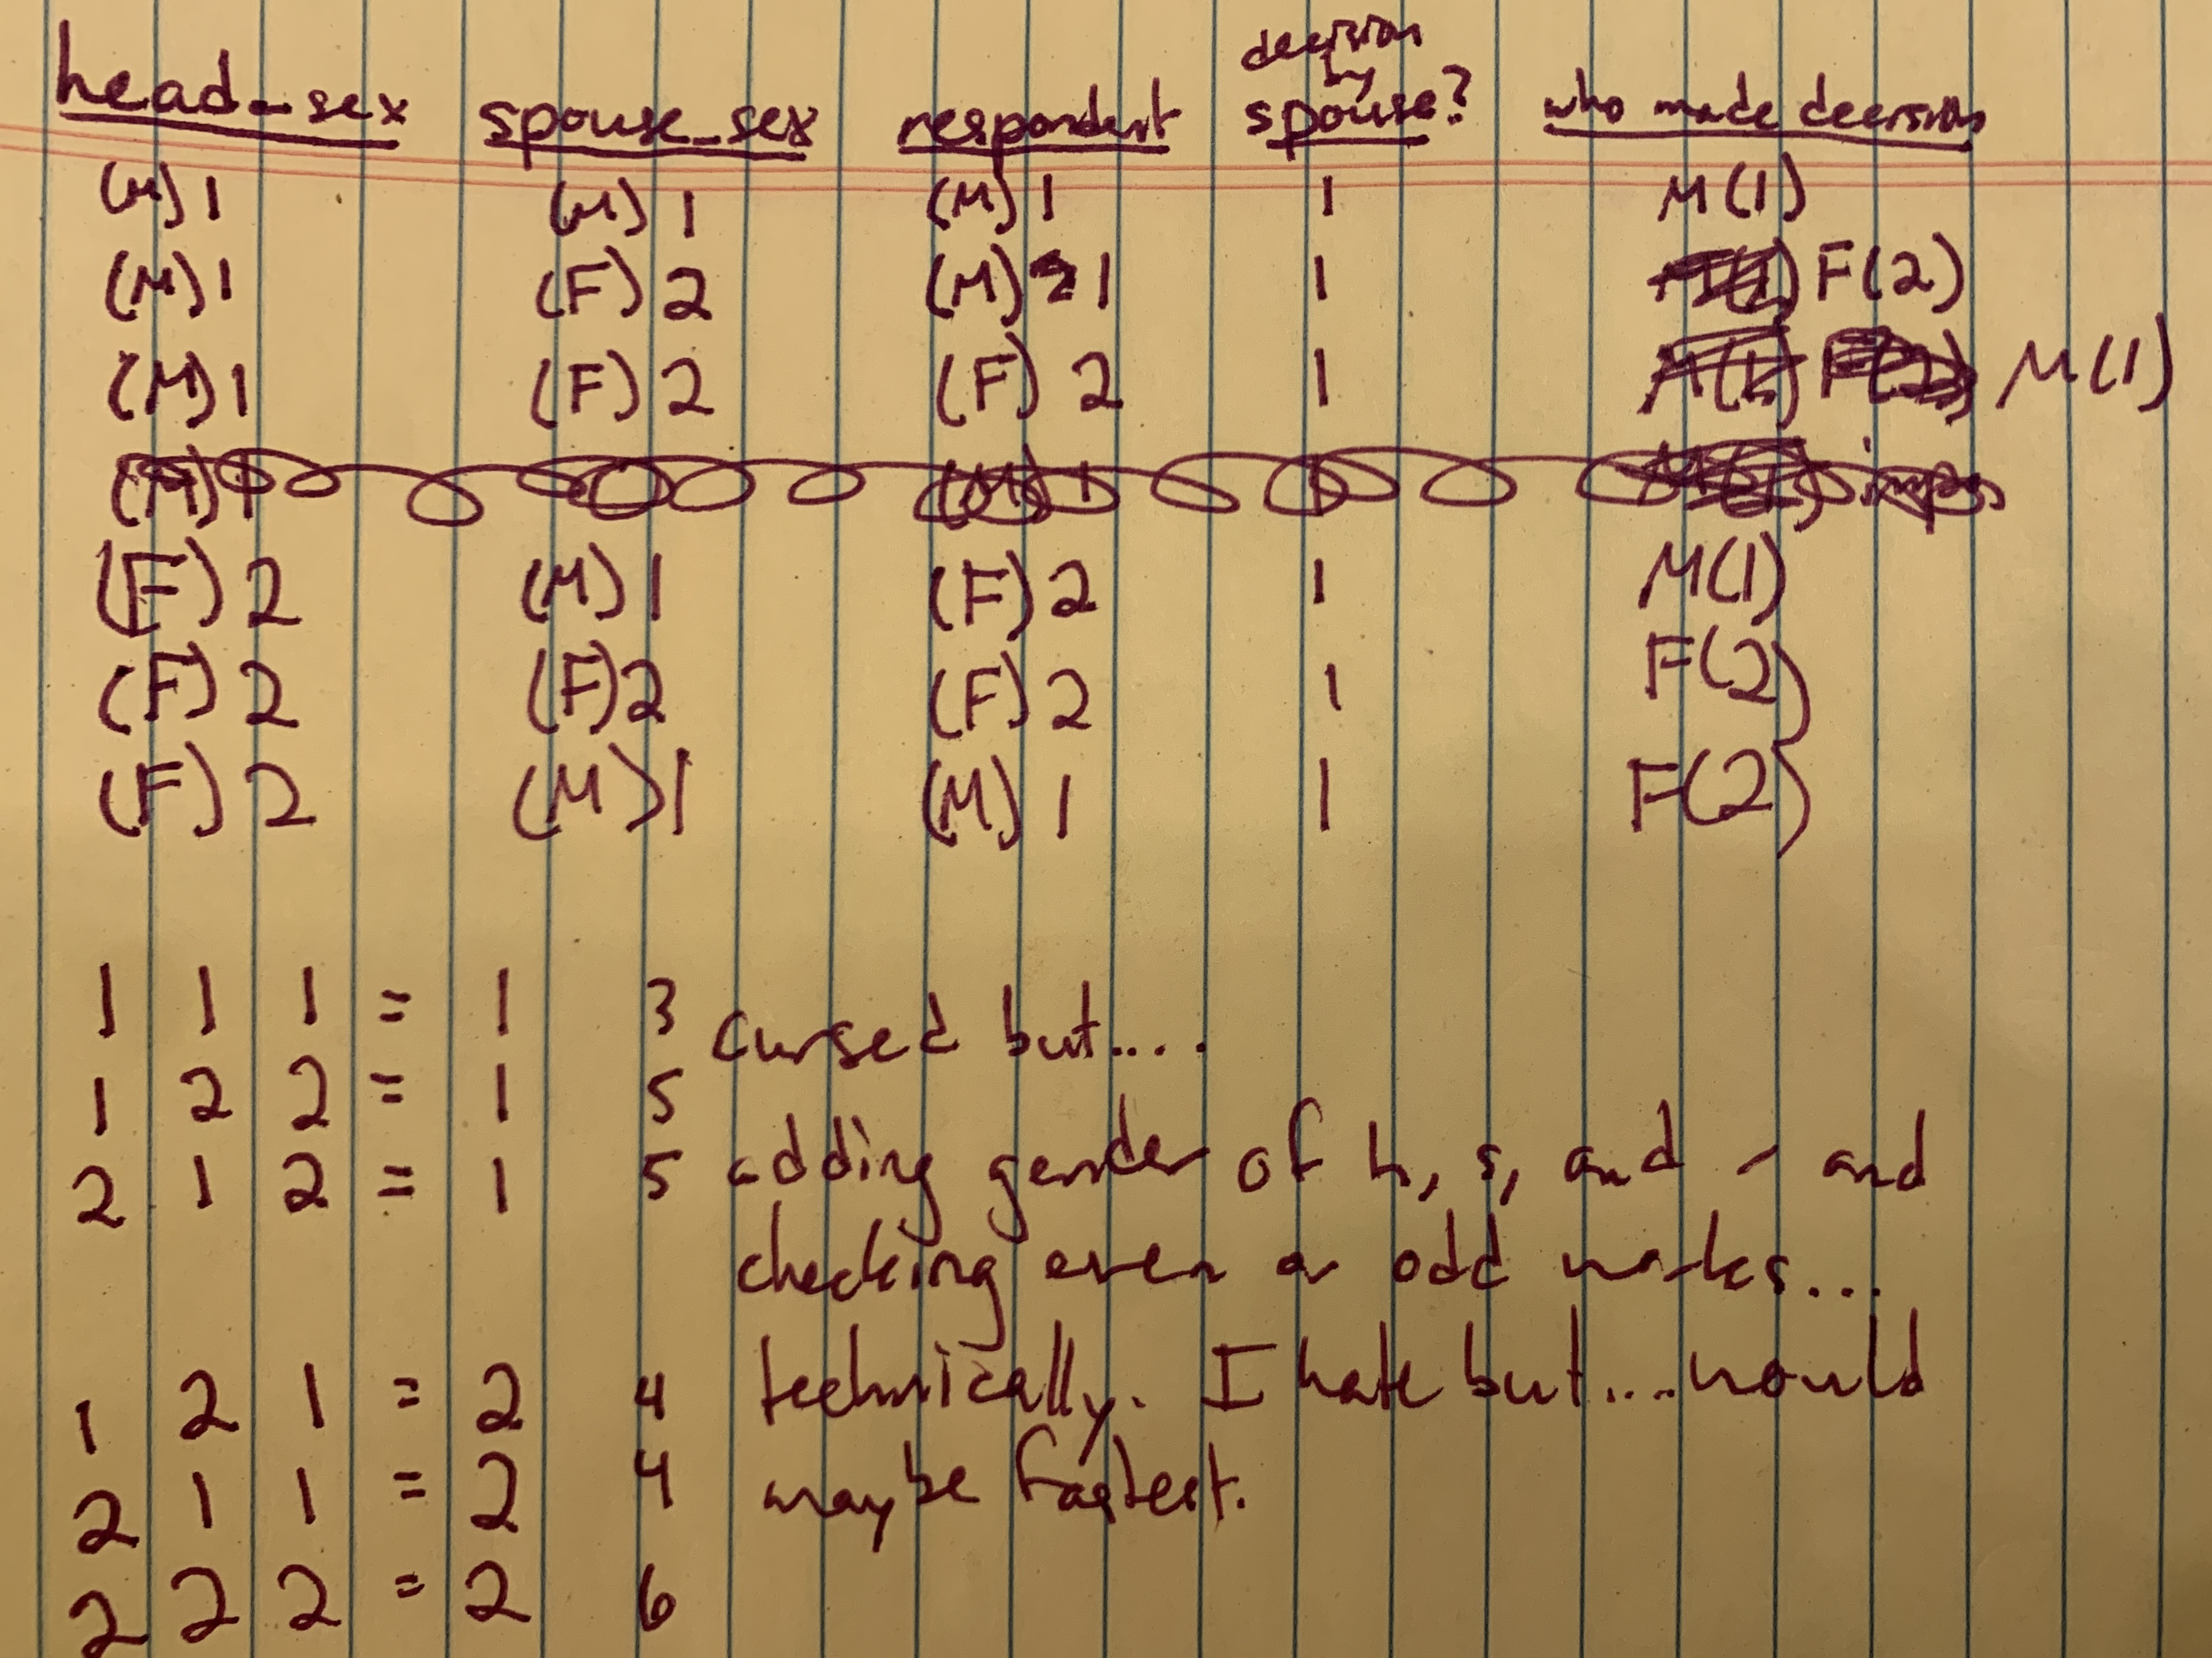 head_sex spouse_sex respondent decision by spouse? who made decision
(M) 1 (M) 1 (M) 1 1 M(1)
(M) 1 (F) 2 (M) 1 1 F(2)
(M) 1 (F) 2 (F) 2 1 M(1)
(F) 2 (M) 1 (F) 2 1 M(1)
(F) 2 (F) 2 (F) 2 1 F(2)
(F) 2 (M) 1 (M) 1 1 F(2)
1 1 1 = 1 3 cursed but....
1 2 2 = 1 5
2 1 2 = 1 5 adding gender of h, s, and r and
checking even or odd works...
1 2 1 = 2 4 technically. I hate but....would
2 1 1 = 2 4 maybe fastest.
2 2 2 = 2 6